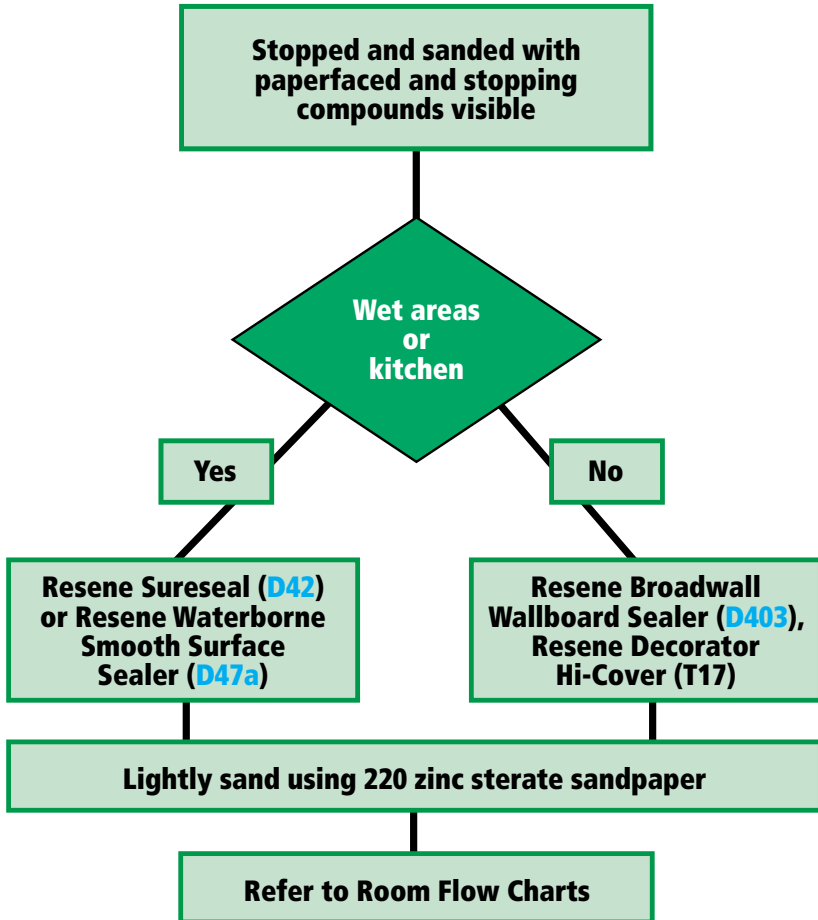 Stopped and sanded with
paperfaced and stopping
compounds visible
Wet areas
or
kitchen
Yes
No
Resene Sureseal (D42)
or Resene Waterborne
Smooth Surface
Sealer (D47a)
Resene Broadwall
Wallboard Sealer (D403),
Resene Decorator
Hi-Cover (T17)
Lightly sand using 220 zinc sterate sandpaper
Refer to Room Flow Charts